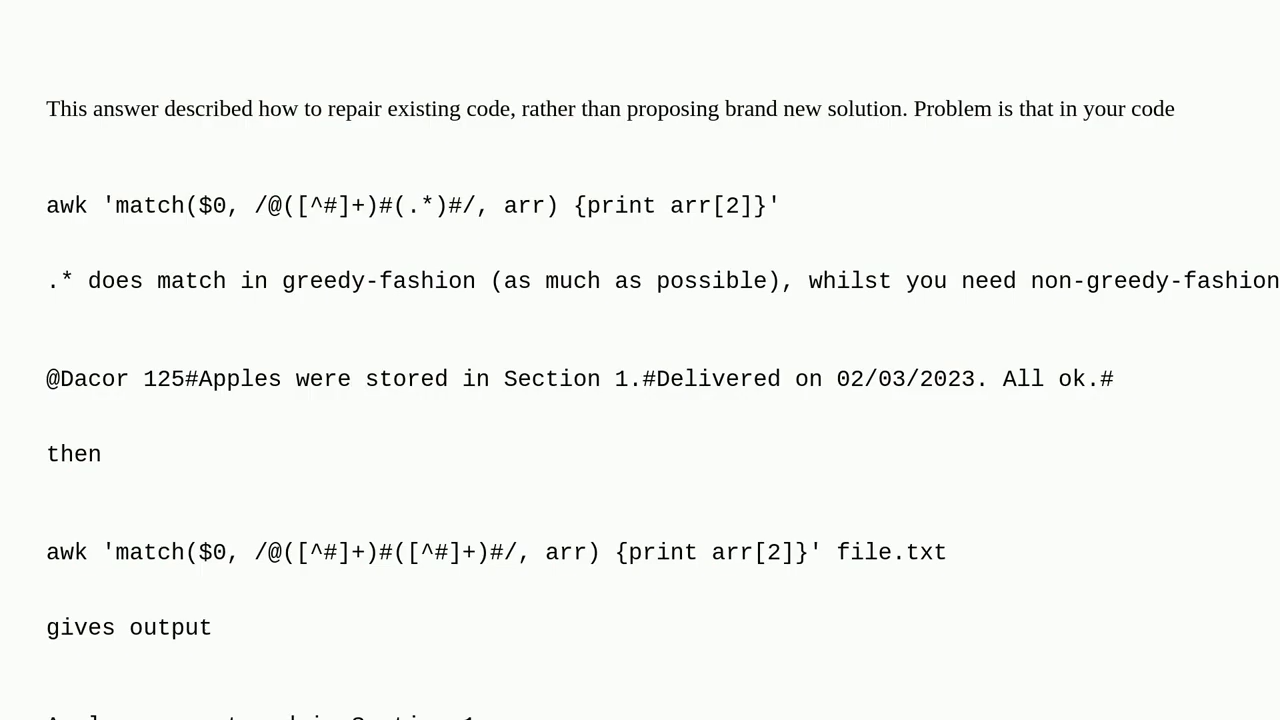 This answer described how to repair existing code, rather than proposing brand new solution. Problem is that in your code
awk 'match($0, /@([^#]+)#(.*)#/, arr) {print arr[2]}'
.* does match in greedy-fashion (as much as possible), whilst you need non-greedy-fashion
@Dacor 125#Apples were stored in Section 1.#Delivered on 02/03/2023. All ok.#
then
awk 'match($0, /@([^#]+)#([^#]+)#/, arr) {print arr[2]}' file.txt
gives output